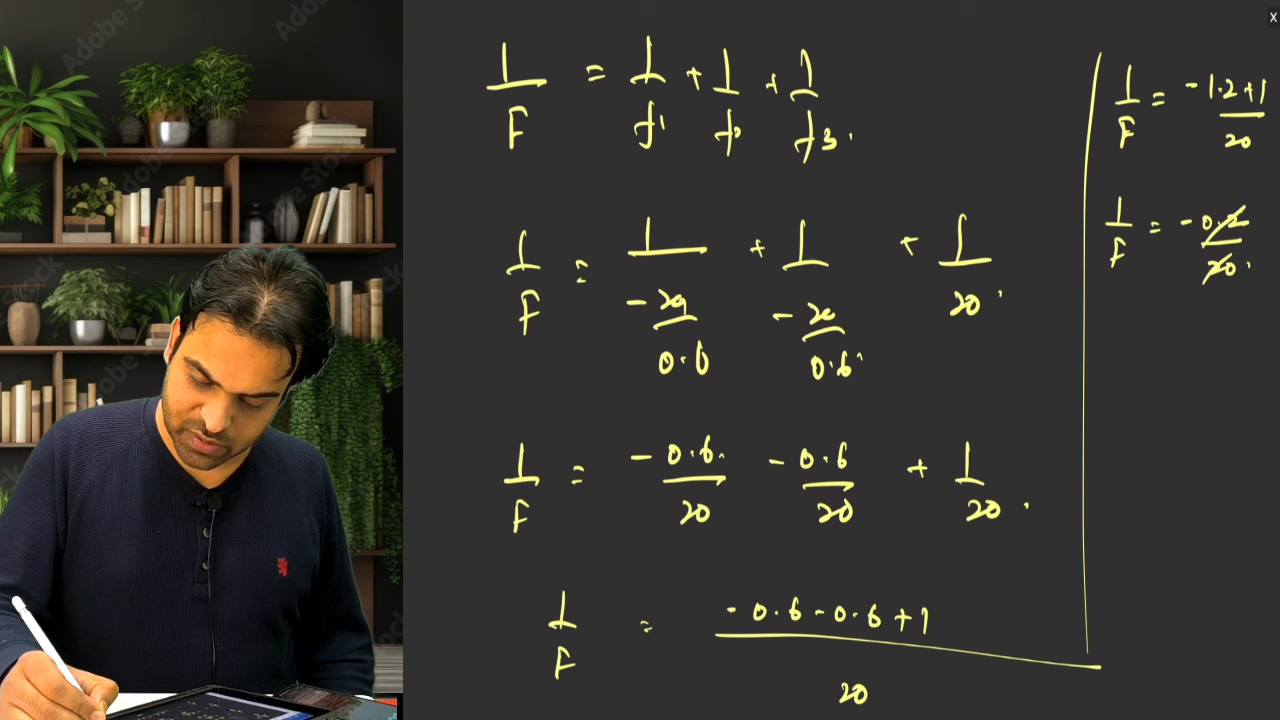 1/F = 1/f1 + 1/f2 + 1/f3.
1/F = 1/(-20/0.6) + 1/(-20/0.6) + 1/20.
1/F = -0.6/20 -0.6/20 + 1/20.
1/F = (-0.6-0.6+1)/20
1/F = (-1.2+1)/20
1/F = -0.2/20.
Adobe Stock
x